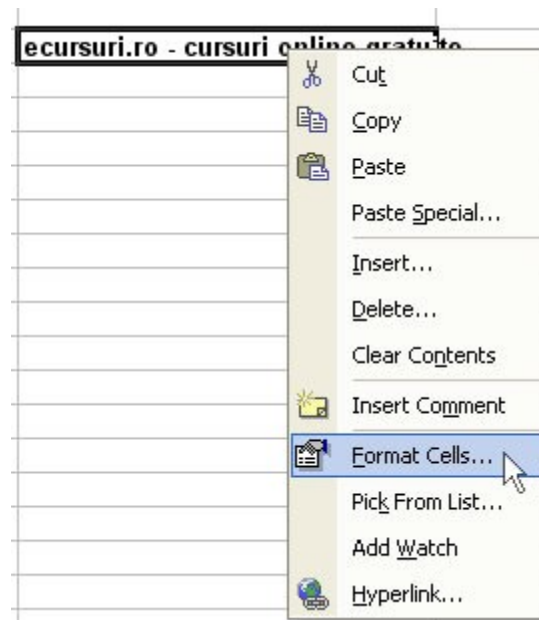 ecursuri.ro - cursuri online gratuite
Cut
Copy
Paste
Paste Special...
Insert...
Delete...
Clear Contents
Insert Comment
Format Cells...
Pick From List...
Add Watch
Hyperlink...